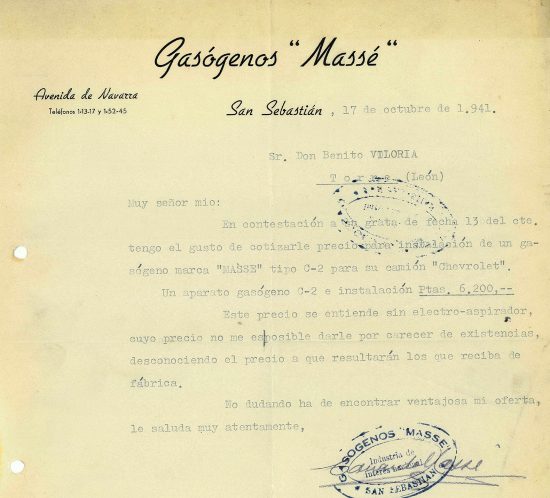 Gasógenos "Massé"
Avenida de Navarra
Teléfonos 1-13-17 y 1-52-45
San Sebastián, 17 de octubre de 1.941.
Sr. Don Benito VILORIA
(León)
Muy señor mio:
En contestación a su grata de fecha 13 del cte.
tengo el gusto de cotizarle precio para instalación de un ga-
sógeno marca "MASSE" tipo C-2 para su camión "Chevrolet".
Un aparato gasógeno C-2 e instalación Ptas. 6.200,--
Este precio se entiende sin electro-aspirador,
cuyo precio no me esposible darle por carecer de existencias,
desconociendo el precio a que resultarán los que reciba de
fábrica.
No dudando ha de encontrar ventajosa mi oferta,
le saluda muy atentamente,
GASOGENOS "MASSE"
Industria de
Interés
SAN SEBASTIAN